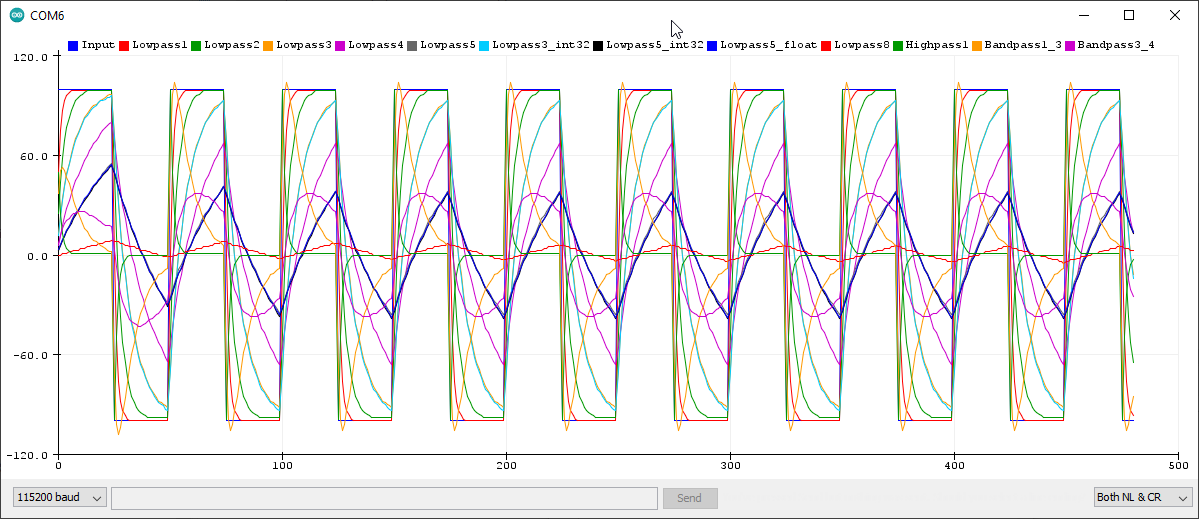 COM6
Input Lowpass1 Lowpass2 Lowpass3 Lowpass4 Lowpass5 Lowpass3_int32 Lowpass5_int32 Lowpass5_float Lowpass8 Highpass1 Bandpass1_3 Bandpass3_4
120.0
60.0
0.0
-60.0
-120.0
0 100 200 300 400 500
115200 baud Send Both NL & CR